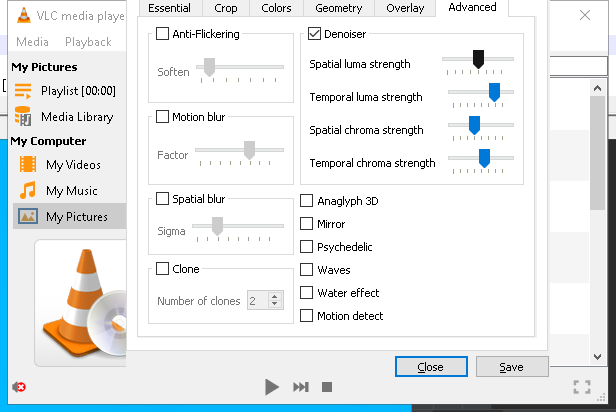 VLC media playe
Media Playback
Essential Crop Colors Geometry Overlay Advanced
My Pictures
Playlist [00:00]
Media Library
My Computer
My Videos
My Music
My Pictures
Anti-Flickering
Soften
Motion blur
Factor
Spatial blur
Sigma
Clone
Number of clones 2
Denoiser
Spatial luma strength
Temporal luma strength
Spatial chroma strength
Temporal chroma strength
Anaglyph 3D
Mirror
Psychedelic
Waves
Water effect
Motion detect
Close Save